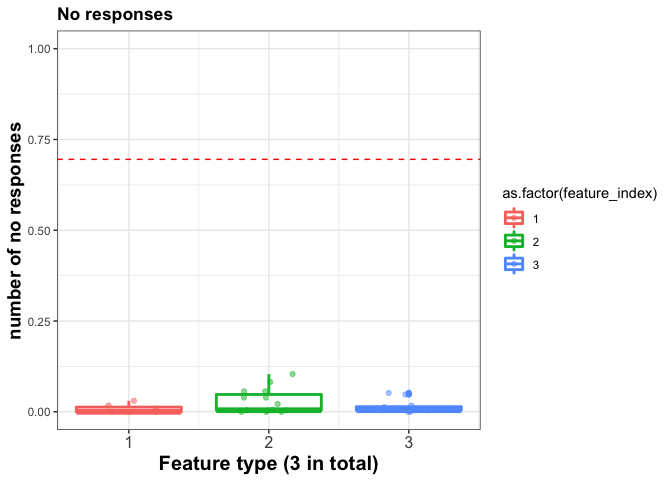 No responses
number of no responses
1.00
0.75
0.50
0.25
0.00
1
2
3
Feature type (3 in total)
as.factor(feature_index)
1
2
3